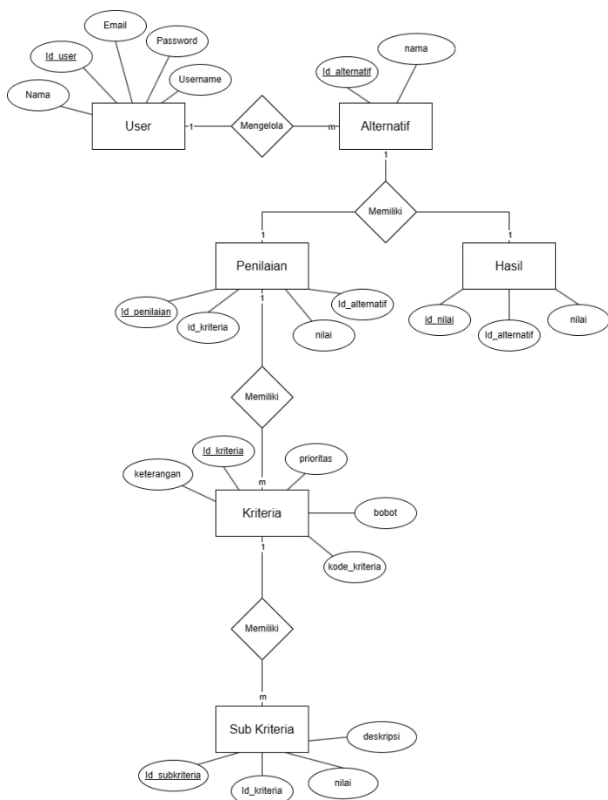 Email
Id_user
Password
Nama
Username
User
1
Mengelola
m
Alternatif
Id_alternatif
nama
1
Memiliki
1
1
Penilaian
Hasil
1
Id_penilaian
id_kriteria
nilai
Id_alternatif
id_nilai
Id_alternatif
nilai
Memiliki
m
Id_kriteria
prioritas
keterangan
Kriteria
bobot
kode_kriteria
1
Memiliki
m
Sub Kriteria
deskripsi
Id_subkriteria
Id_kriteria
nilai